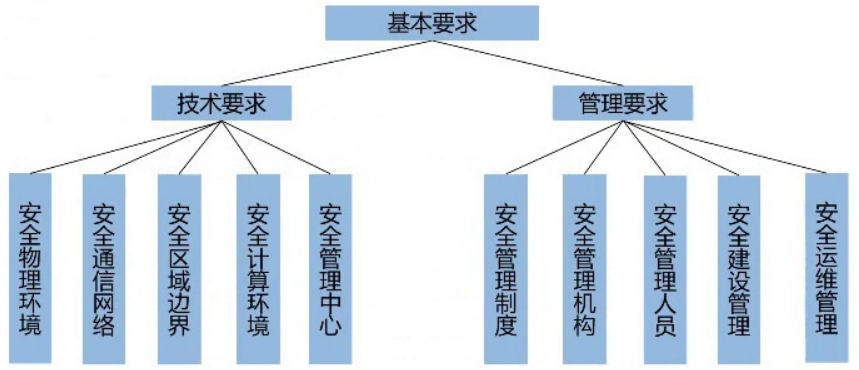 基本要求
技术要求
管理要求
安全物理环境
安全通信网络
安全区域边界
安全计算环境
安全管理中心
安全管理制度
安全管理机构
安全管理人员
安全建设管理
安全运维管理